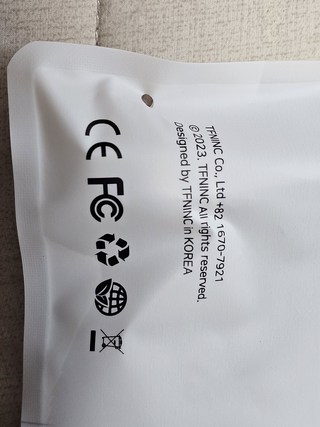 TFNINC Co., Ltd +82 1670-7921
© 2023. TFNINC All rights reserved.
Designed by TFNINC in KOREA
CE FC